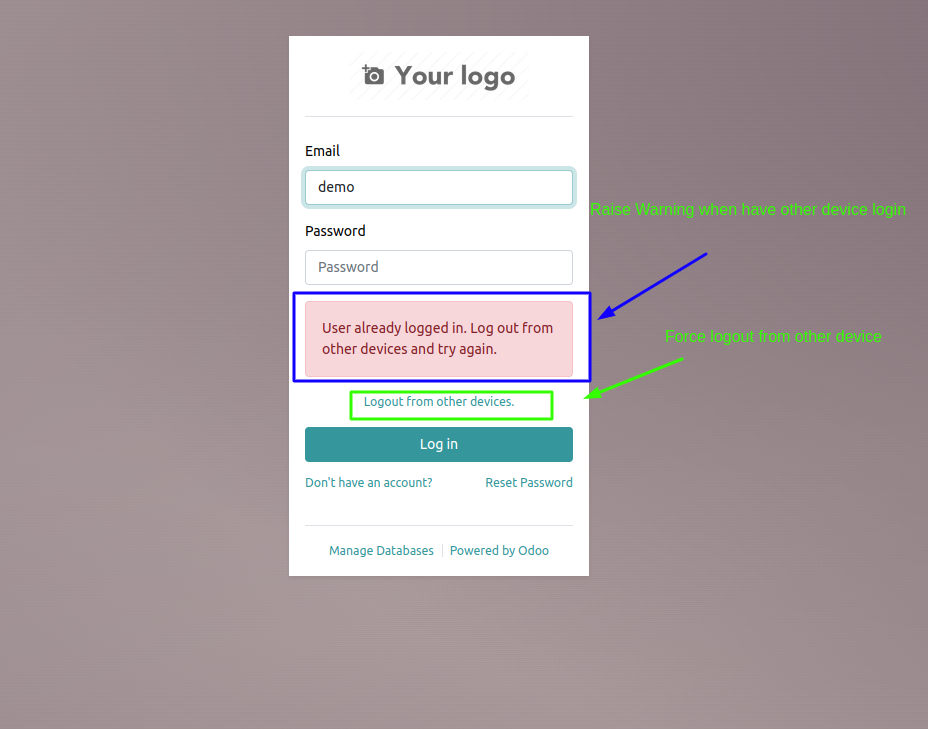 Your logo
Email
demo
Raise Warning when have other device login
Password
Password
User already logged in. Log out from
other devices and try again.
Force logout from other device
Logout from other devices.
Log in
Don't have an account?
Reset Password
Manage Databases
Powered by Odoo